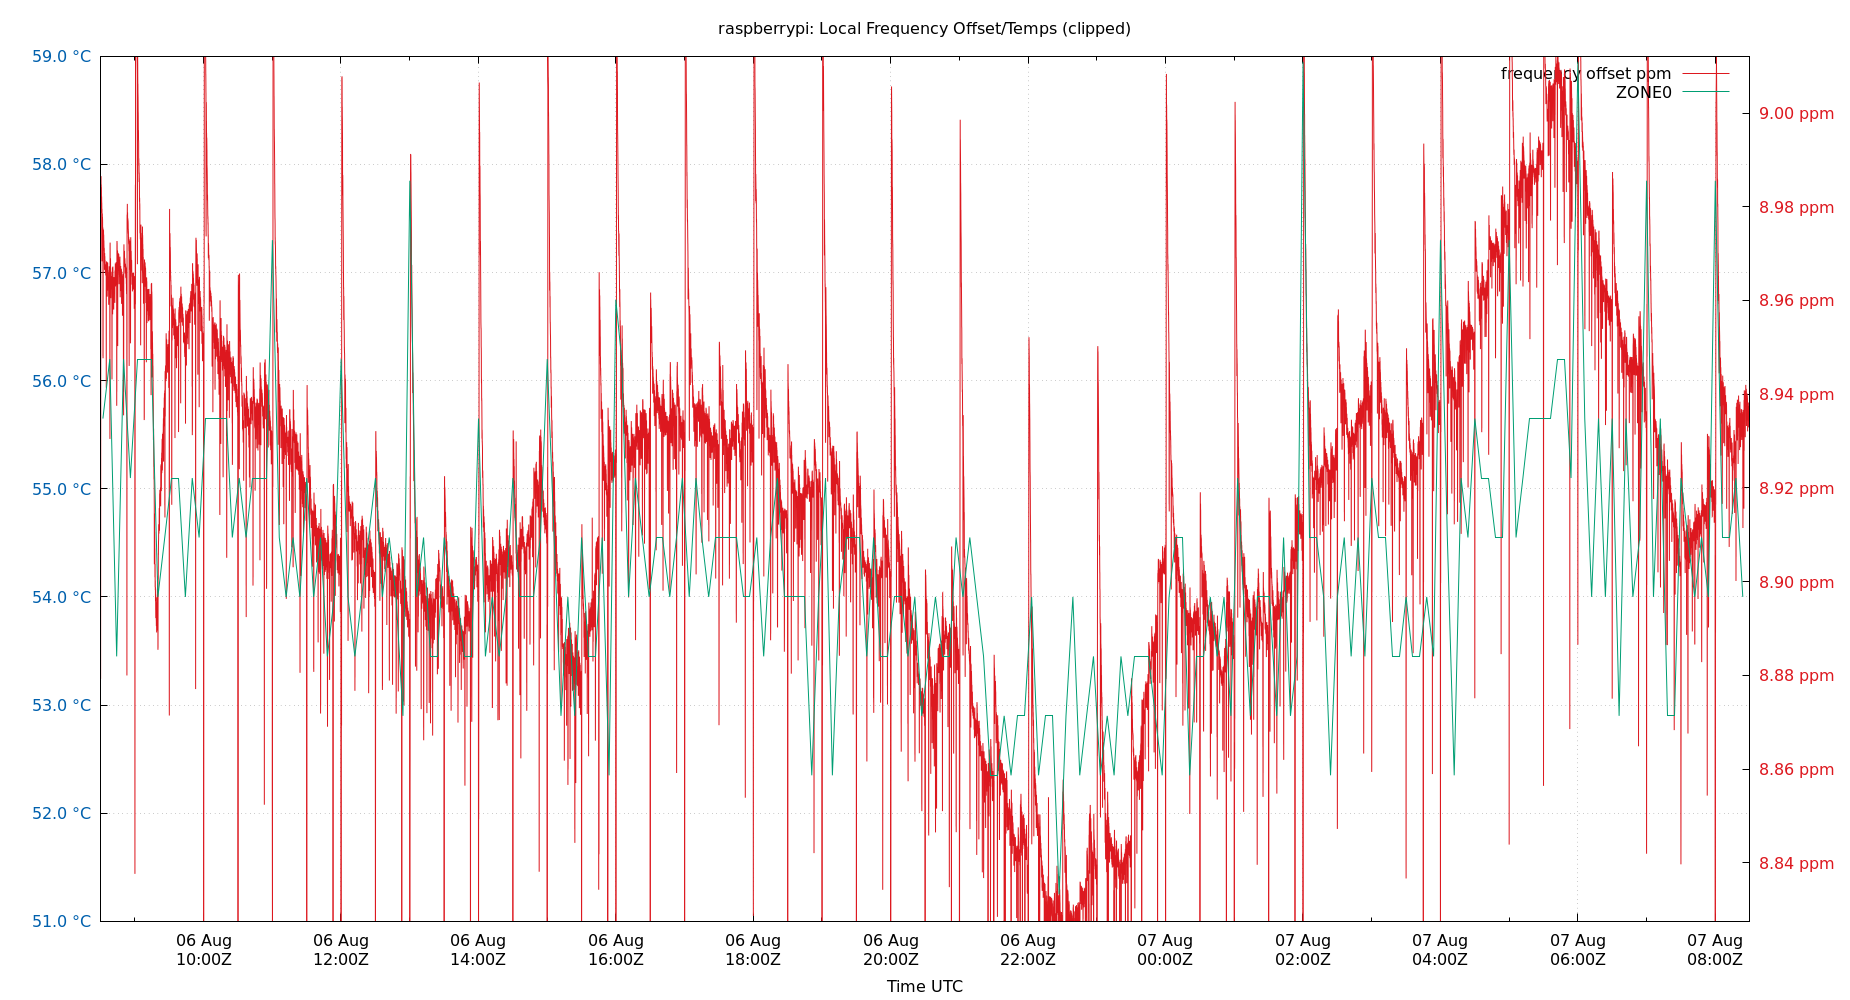 raspberrypi: Local Frequency Offset/Temps (clipped)
frequency offset ppm
ZONE0
59.0 °C
58.0 °C
57.0 °C
56.0 °C
55.0 °C
54.0 °C
53.0 °C
52.0 °C
51.0 °C
9.00 ppm
8.98 ppm
8.96 ppm
8.94 ppm
8.92 ppm
8.90 ppm
8.88 ppm
8.86 ppm
8.84 ppm
06 Aug 06 Aug 06 Aug 06 Aug 06 Aug 06 Aug 06 Aug 07 Aug 07 Aug 07 Aug 07 Aug 07 Aug
10:00Z 12:00Z 14:00Z 16:00Z 18:00Z 20:00Z 22:00Z 00:00Z 02:00Z 04:00Z 06:00Z 08:00Z
Time UTC